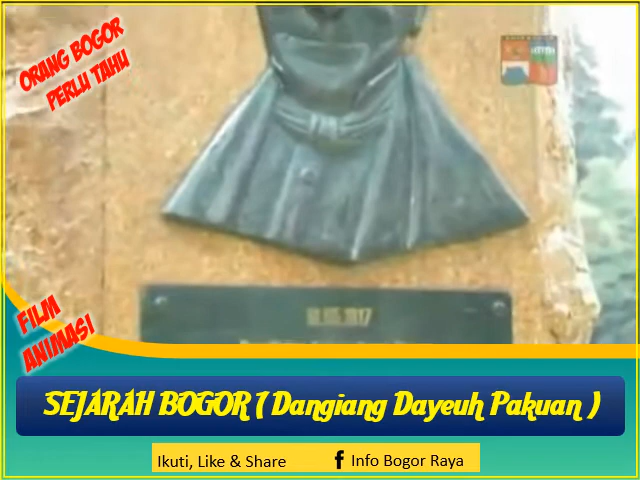 ORANG BOGOR
PERLU TAHU
18.05.1817
FILM
ANIMASI
SEJARAH BOGOR ( Dangiang Dayeuh Pakuan )
Ikuti, Like & Share
f Info Bogor Raya